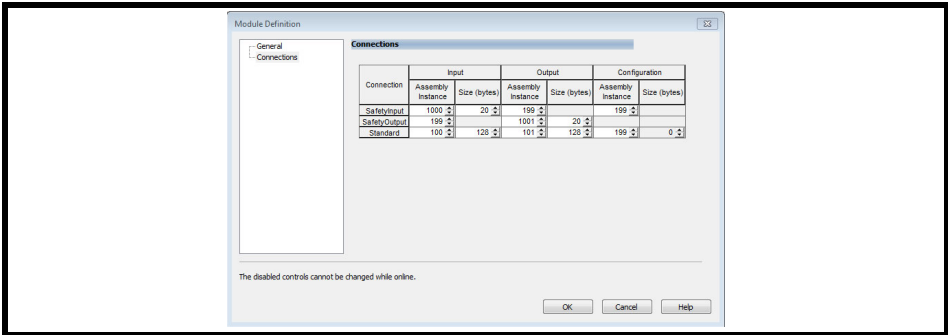 Module Definition
General
Connections
Connections
Connection Input Output Configuration
Assembly Instance Size (bytes) Assembly Instance Size (bytes) Assembly Instance Size (bytes)
SafetyInput 1000 20 199 199
SafetyOutput 199 1001 20
Standard 100 128 101 128 199 0
The disabled controls cannot be changed while online.
OK Cancel Help